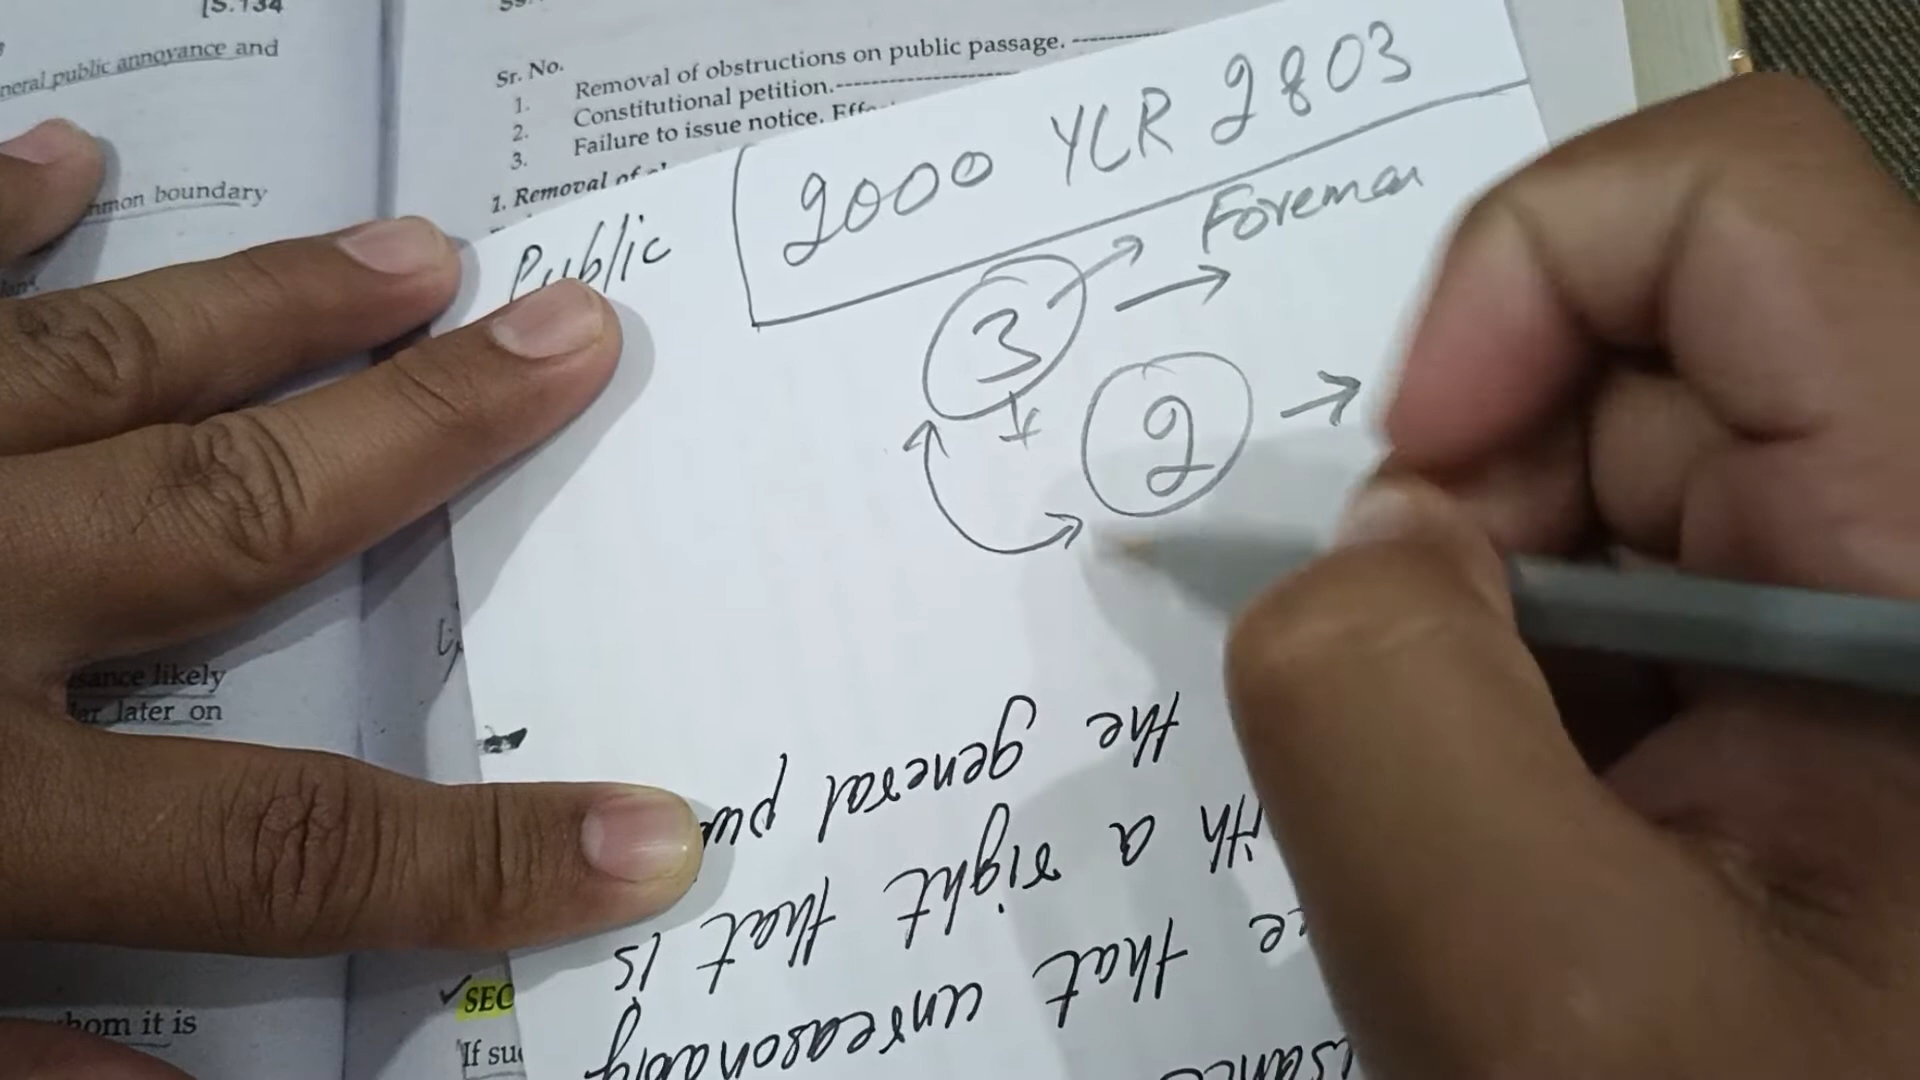 [S.134
neral public annoyance and
mmon boundary
sance likely
later on
hom it is
Sr. No.
1. Removal of obstructions on public passage.
2. Constitutional petition.
3. Failure to issue notice.
1. Removal of
Public
2000 YLR 2803
Foreman
3
2
the general pu
ith a right that is
that unreasonably
SEC
If su